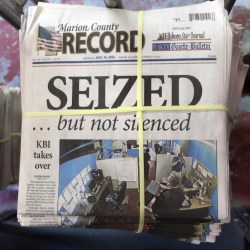 Marion County
RECORD
Hillsboro Star-Journal
Gazette-Bulletin
SEIZED
. . . but not silenced
KBI
takes
over